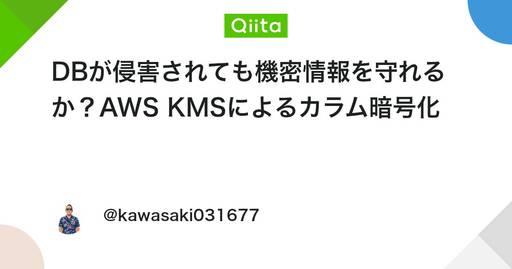 Qiita
DBが侵害されても機密情報を守れる
か？AWS KMSによるカラム暗号化
@kawasaki031677